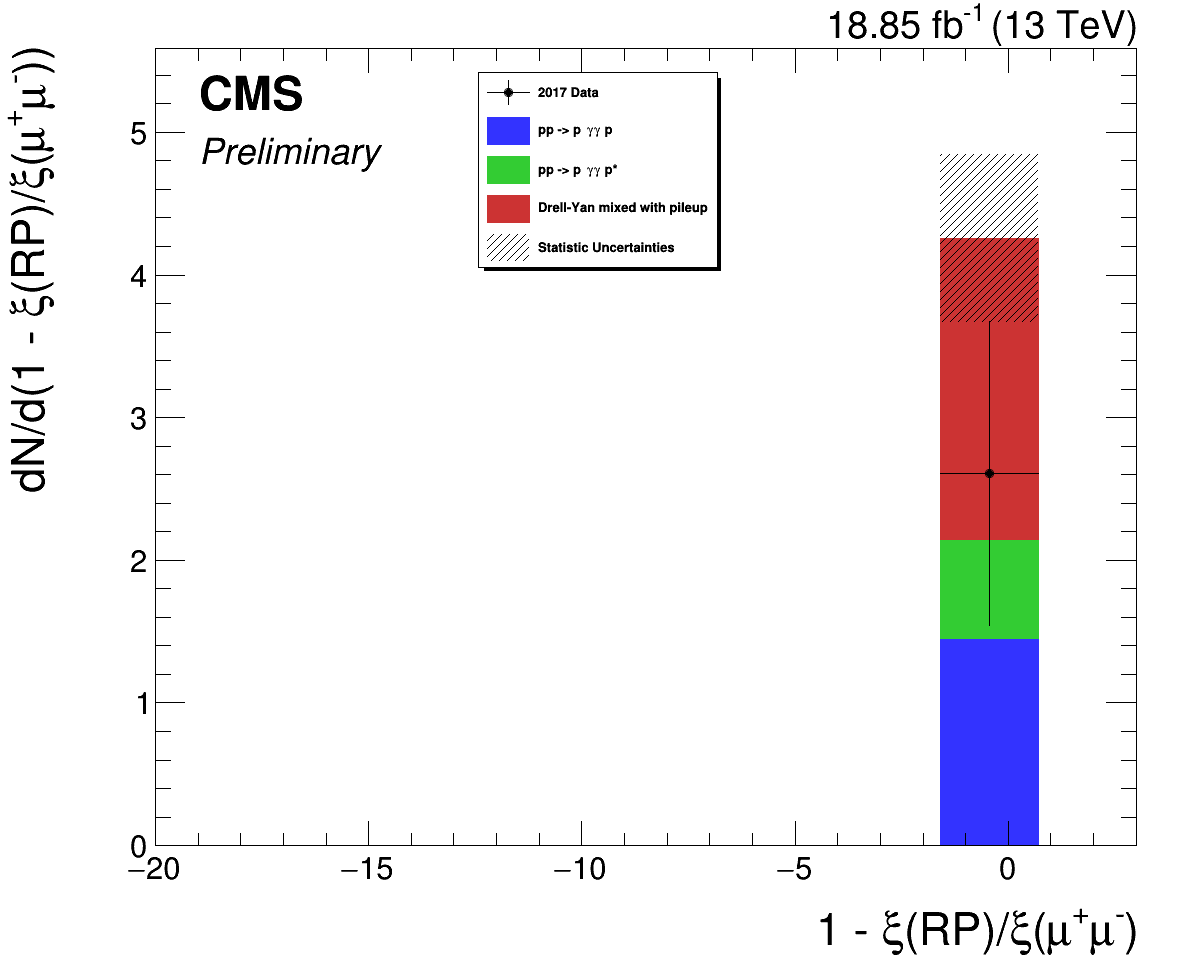 18.85 fb⁻¹ (13 TeV)
CMS
Preliminary
2017 Data
pp -> p γγ p
pp -> p γγ p*
Drell-Yan mixed with pileup
Statistic Uncertainties
dN/d(1 - ξ(RP)/ξ(μ⁺μ⁻))
5
4
3
2
1
0
−20 −15 −10 −5 0
1 - ξ(RP)/ξ(μ⁺μ⁻)